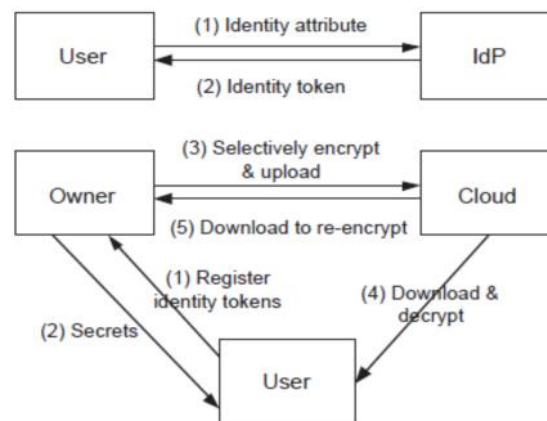 (1) Identity attribute
User
IdP
(2) Identity token
(3) Selectively encrypt
& upload
Owner
Cloud
(5) Download to re-encrypt
(1) Register
identity tokens
(4) Download &
decrypt
(2) Secrets
User